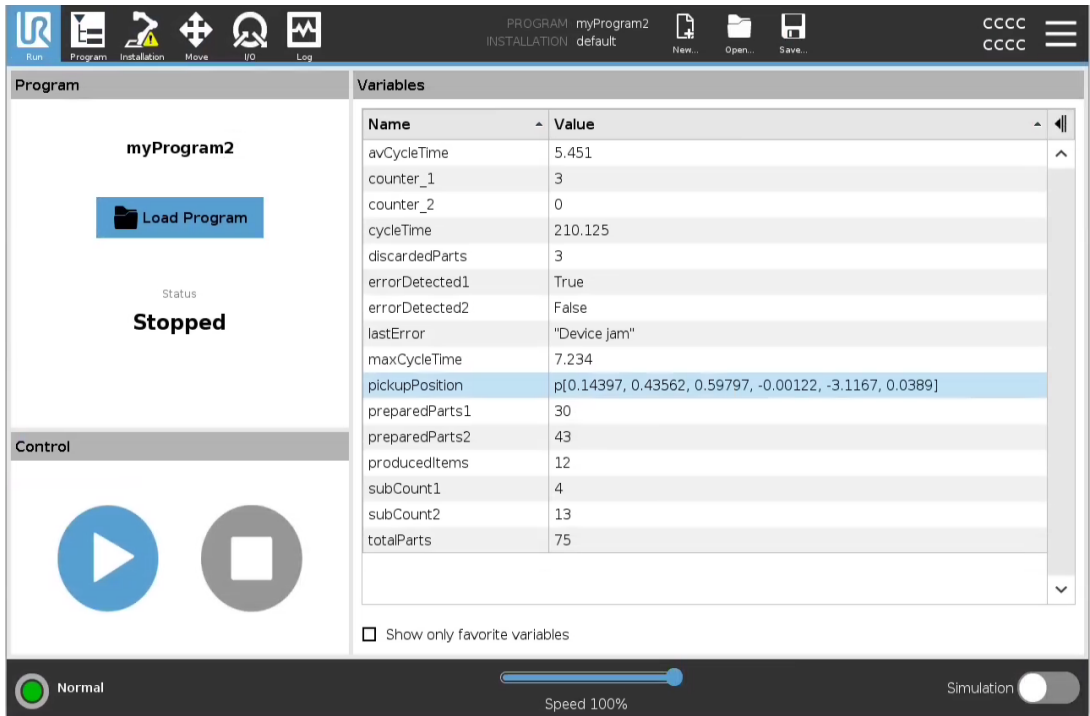 UR
Run Program Installation Move I/O Log
PROGRAM myProgram2
INSTALLATION default
New... Open... Save...
CCCC
CCCC
Program
myProgram2
Load Program
Status
Stopped
Control
Variables
Name Value
avCycleTime 5.451
counter_1 3
counter_2 0
cycleTime 210.125
discardedParts 3
errorDetected1 True
errorDetected2 False
lastError "Device jam"
maxCycleTime 7.234
pickupPosition p[0.14397, 0.43562, 0.59797, -0.00122, -3.1167, 0.0389]
preparedParts1 30
preparedParts2 43
producedItems 12
subCount1 4
subCount2 13
totalParts 75
Show only favorite variables
Normal
Speed 100%
Simulation